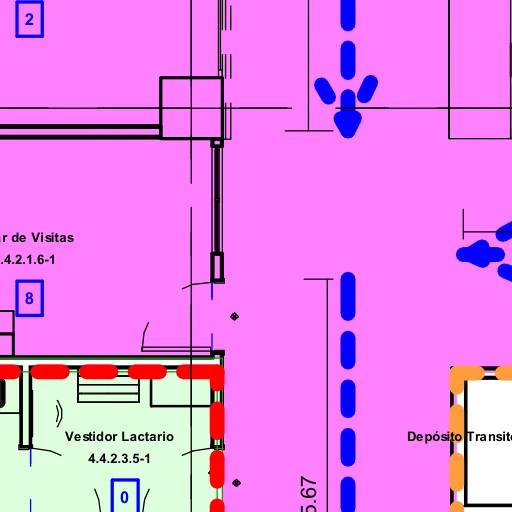 2
r de Visitas
.4.2.1.6-1
8
Vestidor Lactario
4.4.2.3.5-1
0
Depósito Transito
5.67